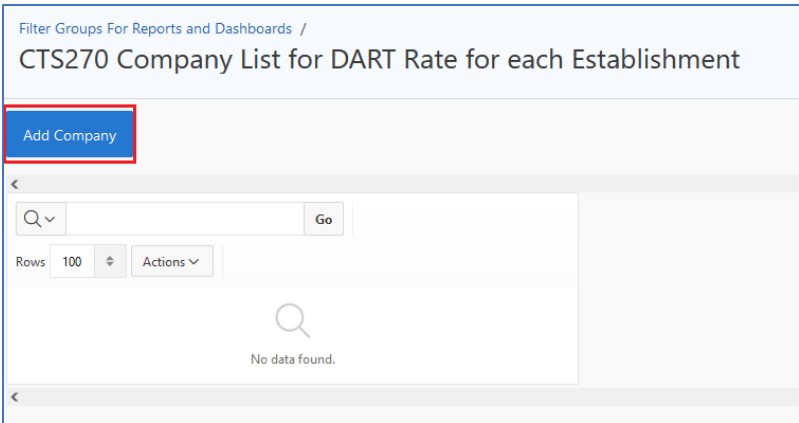 Filter Groups For Reports and Dashboards /
CTS270 Company List for DART Rate for each Establishment
Add Company
Go
Rows 100 Actions
No data found.